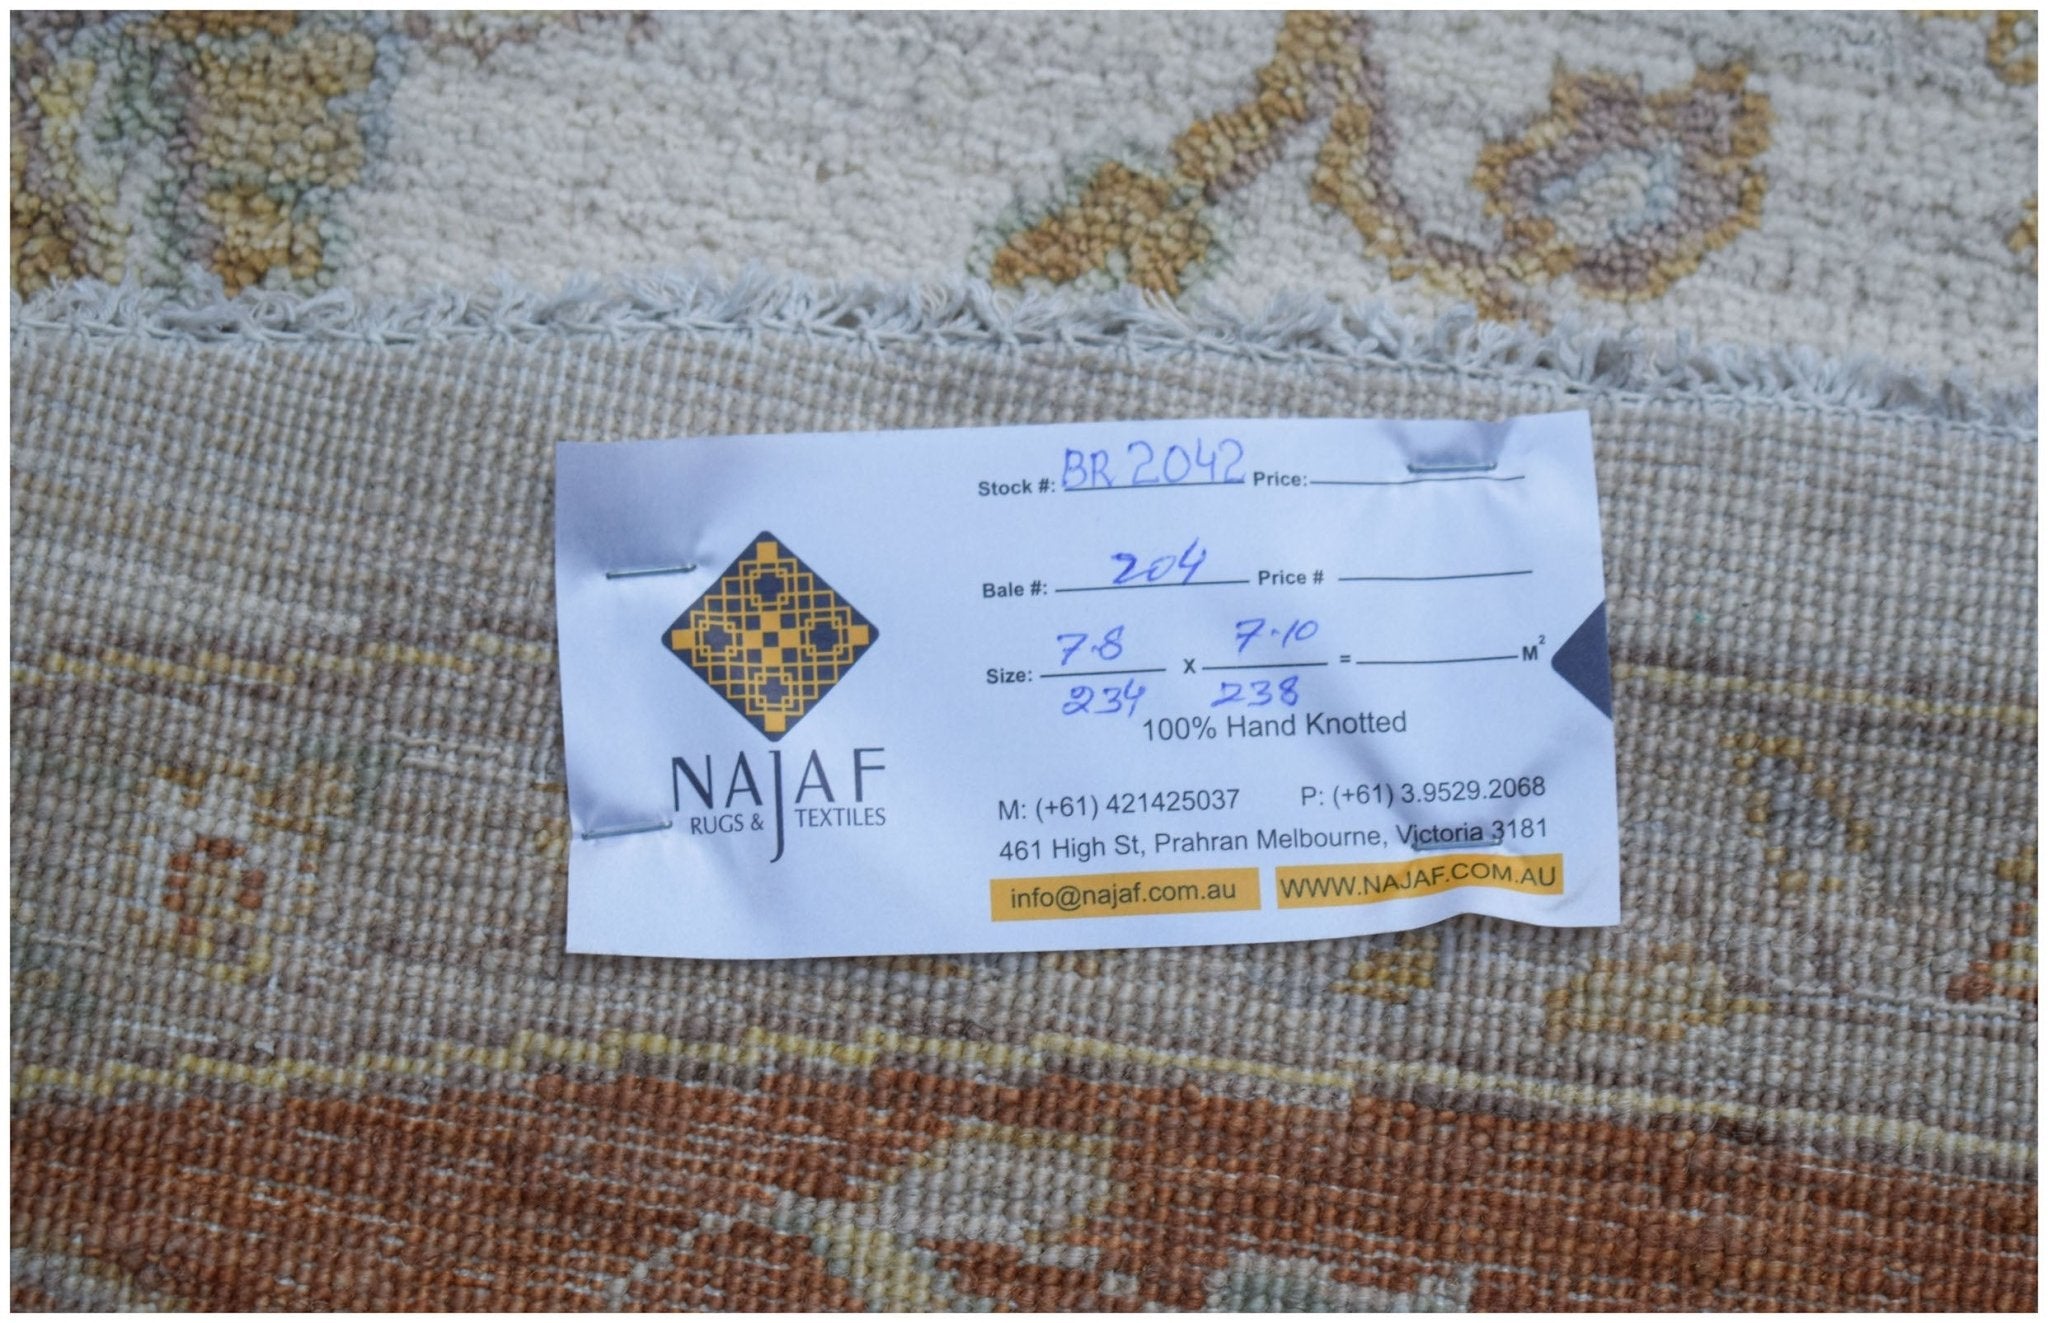 NAJAF
RUGS & TEXTILES
Stock #: BR 2042 Price:
Bale #: 204 Price #
7.8 7.10
Size: X = M²
234 238
100% Hand Knotted
M: (+61) 421425037 P: (+61) 3.9529.2068
461 High St, Prahran Melbourne, Victoria 3181
info@najaf.com.au WWW.NAJAF.COM.AU